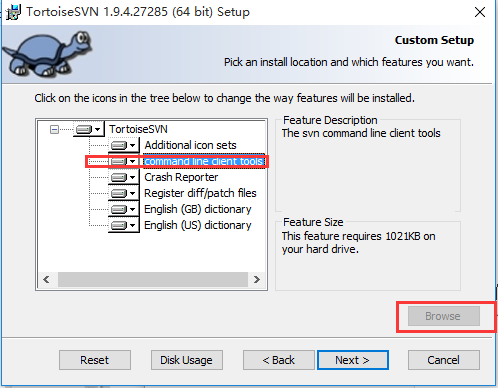 TortoiseSVN 1.9.4.27285 (64 bit) Setup
Custom Setup
Pick an install location and which features you want.
Click on the icons in the tree below to change the way features will be installed.
TortoiseSVN
Additional icon sets
command line client tools
Crash Reporter
Register diff/patch files
English (GB) dictionary
English (US) dictionary
Feature Description
The svn command line client tools
Feature Size
This feature requires 1021KB on
your hard drive.
Browse
Reset
Disk Usage
< Back
Next >
Cancel